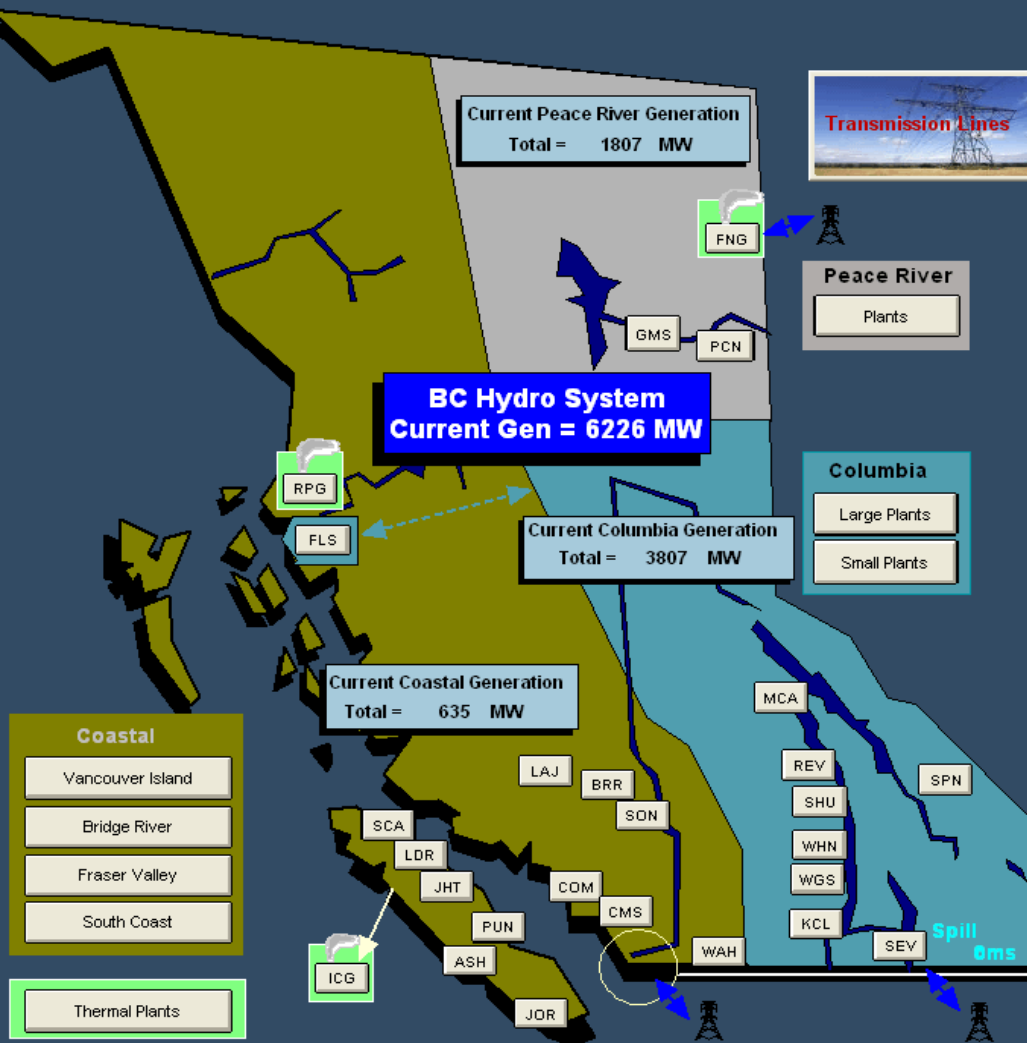 Current Peace River Generation
Total = 1807 MW
Transmission Lines
FNG
Peace River
Plants
GMS
PCN
BC Hydro System
Current Gen = 6226 MW
RPG
FLS
Columbia
Large Plants
Small Plants
Current Columbia Generation
Total = 3807 MW
Current Coastal Generation
Total = 635 MW
MCA
LAJ
BRR
SON
REV
SHU
SPN
WHN
WGS
KCL
SEV
Spill
0ms
Coastal
Vancouver Island
Bridge River
Fraser Valley
South Coast
SCA
LDR
JHT
PUN
ASH
JOR
COM
CMS
WAH
ICG
Thermal Plants